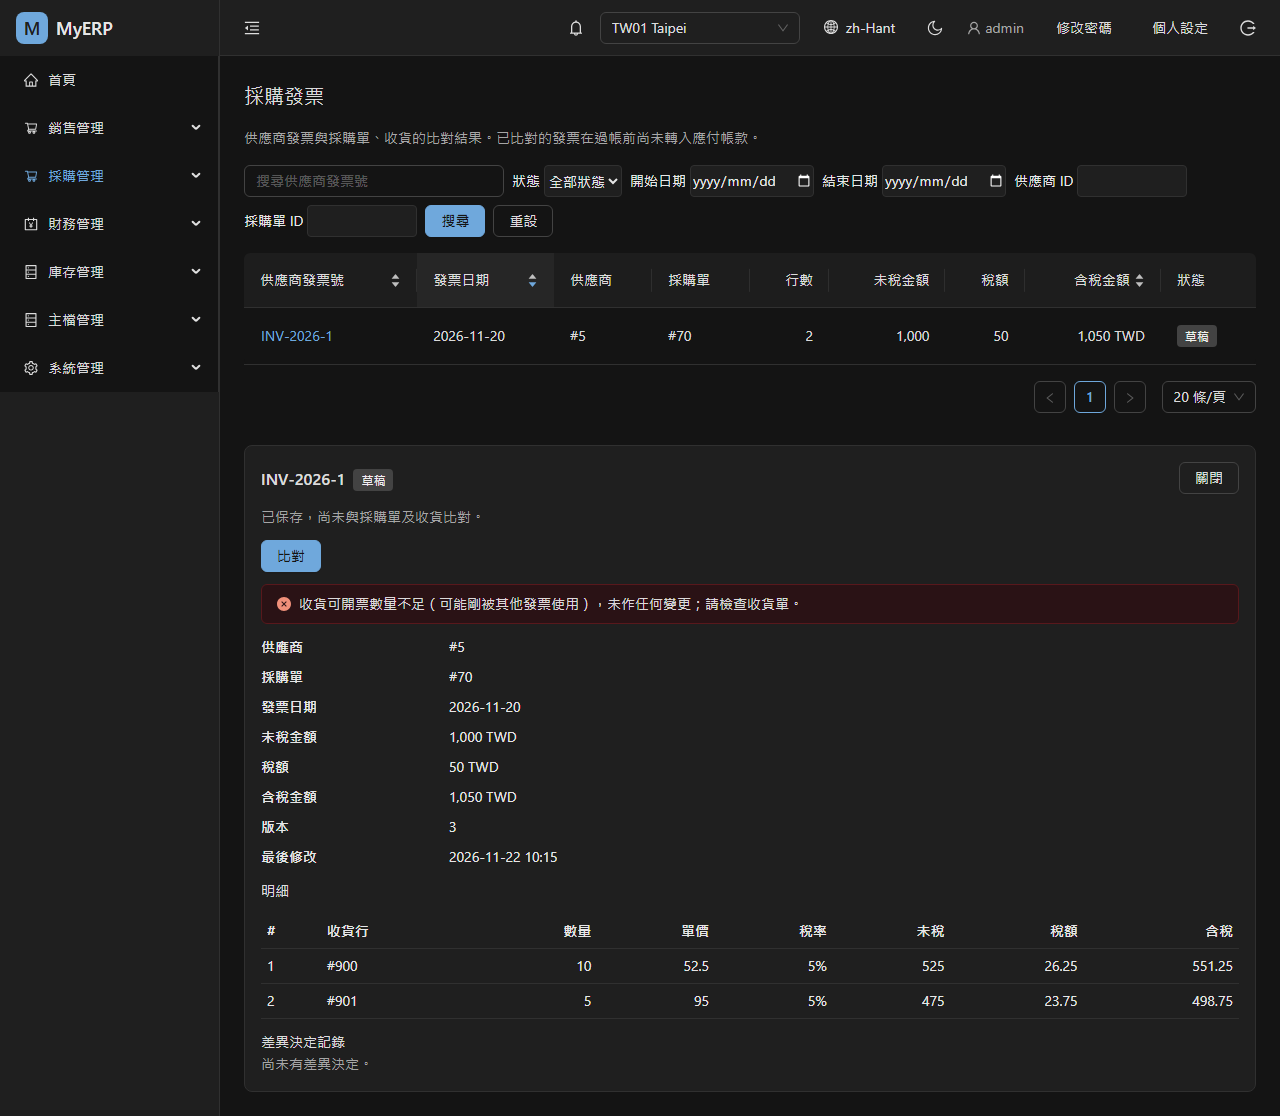 M MyERP
TW01 Taipei
zh-Hant
admin
修改密碼
個人設定
首頁
銷售管理
採購管理
財務管理
庫存管理
主檔管理
系統管理
採購發票
供應商發票與採購單、收貨的比對結果。已比對的發票在過帳前尚未轉入應付帳款。
搜尋供應商發票號 狀態 全部狀態 開始日期 yyyy/mm/dd 結束日期 yyyy/mm/dd 供應商 ID
採購單 ID 搜尋 重設
供應商發票號 發票日期 供應商 採購單 行數 未稅金額 稅額 含稅金額 狀態
INV-2026-1 2026-11-20 #5 #70 2 1,000 50 1,050 TWD 草稿
< 1 > 20 條/頁
INV-2026-1 草稿 關閉
已保存，尚未與採購單及收貨比對。
比對
收貨可開票數量不足（可能剛被其他發票使用），未作任何變更；請檢查收貨單。
供應商 #5
採購單 #70
發票日期 2026-11-20
未稅金額 1,000 TWD
稅額 50 TWD
含稅金額 1,050 TWD
版本 3
最後修改 2026-11-22 10:15
明細
# 收貨行 數量 單價 稅率 未稅 稅額 含稅
1 #900 10 52.5 5% 525 26.25 551.25
2 #901 5 95 5% 475 23.75 498.75
差異決定記錄
尚未有差異決定。